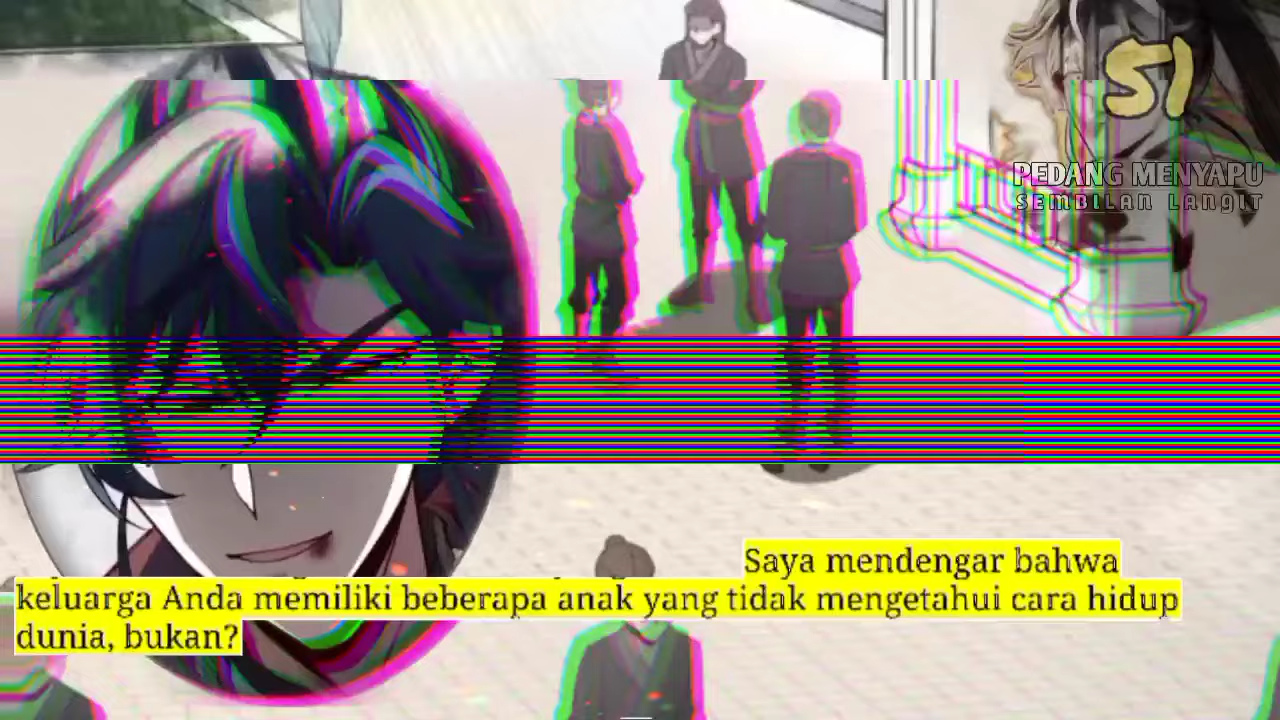 51
PEDANG MENYAPU
SEMBILAN LANGIT
Saya mendengar bahwa
keluarga Anda memiliki beberapa anak yang tidak mengetahui cara hidup
dunia, bukan?